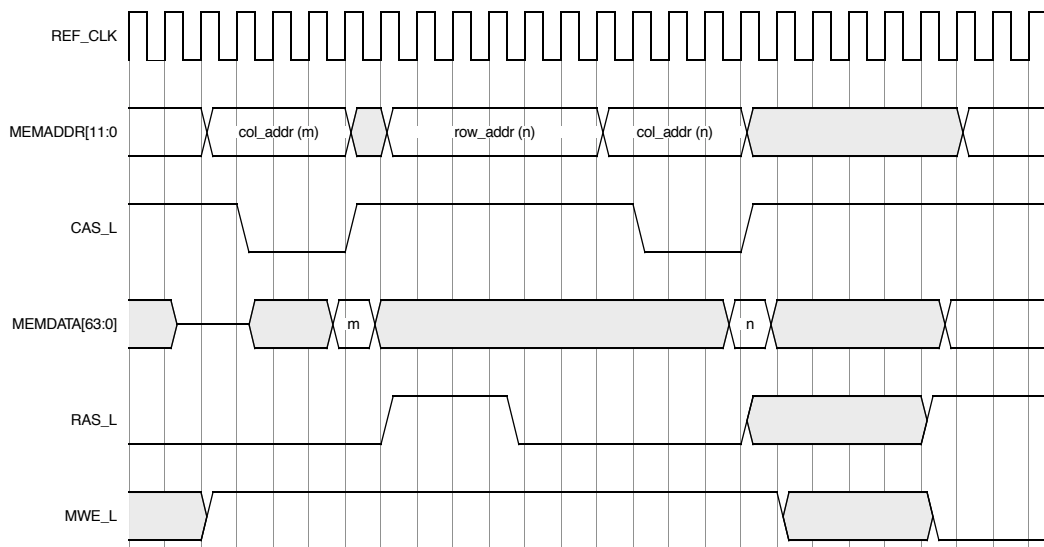 REF_CLK
MEMADDR[11:0
col_addr (m)
row_addr (n)
col_addr (n)
CAS_L
MEMDATA[63:0]
m
n
RAS_L
MWE_L